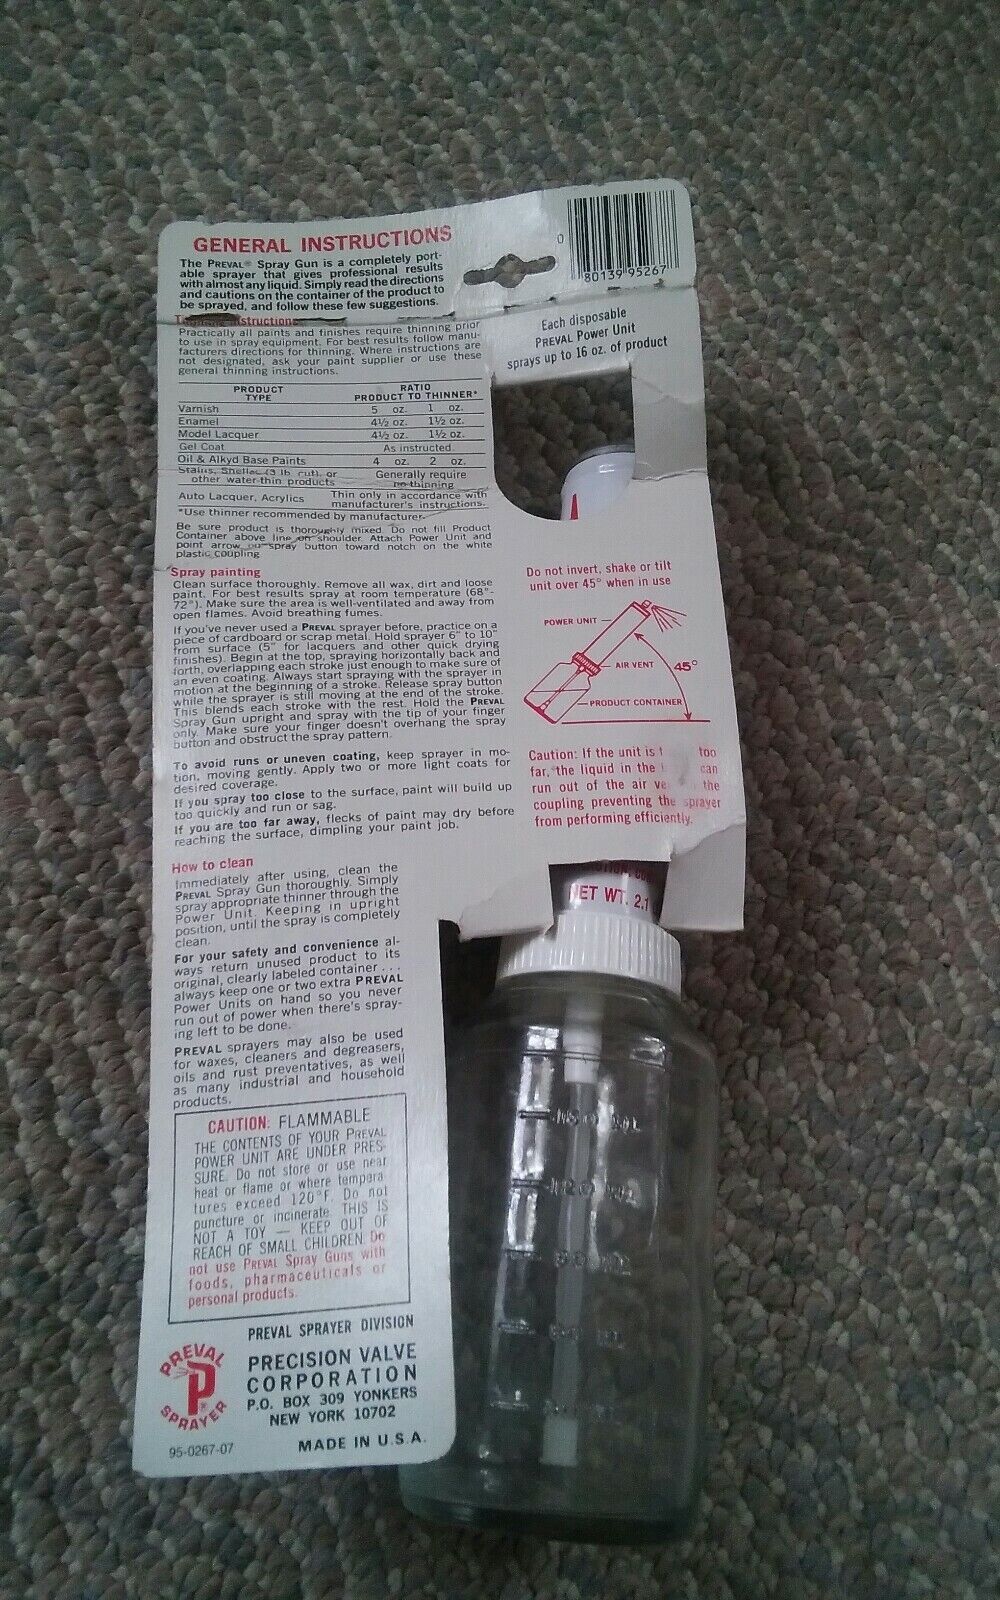 GENERAL INSTRUCTIONS
The PREVAL® Spray Gun is a completely port-
able sprayer that gives professional results
with almost any liquid. Simply read the directions
and cautions on the container of the product to
be sprayed, and follow these few suggestions.
0 80139 95267
Each disposable
PREVAL Power Unit
sprays up to 16 oz. of product
Instructions
Practically all paints and finishes require thinning prior
to use in spray equipment. For best results follow manu-
facturers directions for thinning. Where instructions are
not designated, ask your paint supplier or use these
general thinning instructions.
PRODUCT TYPE RATIO PRODUCT TO THINNER*
Varnish 5 oz. 1 oz.
Enamel 4½ oz. 1½ oz.
Model Lacquer 4½ oz. 1½ oz.
Gel Coat As instructed.
Oil & Alkyd Base Paints 4 oz. 2 oz.
Stains, Shellac (3 lb. cut), or Generally require
other water-thin products no thinning
Auto Lacquer, Acrylics Thin only in accordance with
manufacturer's instructions.
*Use thinner recommended by manufacturer.
Be sure product is thoroughly mixed. Do not fill Product
Container above line on shoulder. Attach Power Unit and
point arrow on spray button toward notch on the white
plastic coupling.
Spray painting
Clean surface thoroughly. Remove all wax, dirt and loose
paint. For best results spray at room temperature (68°-
72°). Make sure the area is well-ventilated and away from
open flames. Avoid breathing fumes.
If you've never used a PREVAL sprayer before, practice on a
piece of cardboard or scrap metal. Hold sprayer 6" to 10"
from surface (5" for lacquers and other quick drying
finishes). Begin at the top, spraying horizontally back and
forth, overlapping each stroke just enough to make sure of
an even coating. Always start spraying with the sprayer in
motion at the beginning of a stroke. Release spray button
while the sprayer is still moving at the end of the stroke.
This blends each stroke with the rest. Hold the PREVAL
Spray Gun upright and spray with the tip of your finger
only. Make sure your finger doesn't overhang the spray
button and obstruct the spray pattern.
To avoid runs or uneven coating, keep sprayer in mo-
tion, moving gently. Apply two or more light coats for
desired coverage.
If you spray too close to the surface, paint will build up
too quickly and run or sag.
If you are too far away, flecks of paint may dry before
reaching the surface, dimpling your paint job.
Do not invert, shake or tilt
unit over 45° when in use
POWER UNIT
AIR VENT
45°
PRODUCT CONTAINER
Caution: If the unit is too
far, the liquid in the can
run out of the air the
coupling preventing the sprayer
from performing efficiently.
How to clean
Immediately after using, clean the
PREVAL Spray Gun thoroughly. Simply
spray appropriate thinner through the
Power Unit. Keeping in upright
position, until the spray is completely
clean.
For your safety and convenience al-
ways return unused product to its
original, clearly labeled container . . .
always keep one or two extra PREVAL
Power Units on hand so you never
run out of power when there's spray-
ing left to be done.
PREVAL sprayers may also be used
for waxes, cleaners and degreasers,
oils and rust preventatives, as well
as many industrial and household
products.
CAUTION: FLAMMABLE
THE CONTENTS OF YOUR PREVAL
POWER UNIT ARE UNDER PRES-
SURE. Do not store or use near
heat or flame or where tempera-
tures exceed 120°F. Do not
puncture or incinerate. THIS IS
NOT A TOY — KEEP OUT OF
REACH OF SMALL CHILDREN. Do
not use PREVAL Spray Guns with
foods, pharmaceuticals or
personal products.
PREVAL SPRAYER DIVISION
PRECISION VALVE
CORPORATION
P.O. BOX 309 YONKERS
NEW YORK 10702
MADE IN U.S.A.
PREVAL
P®
SPRAYER
95-0267-07
NET WT. 2.1